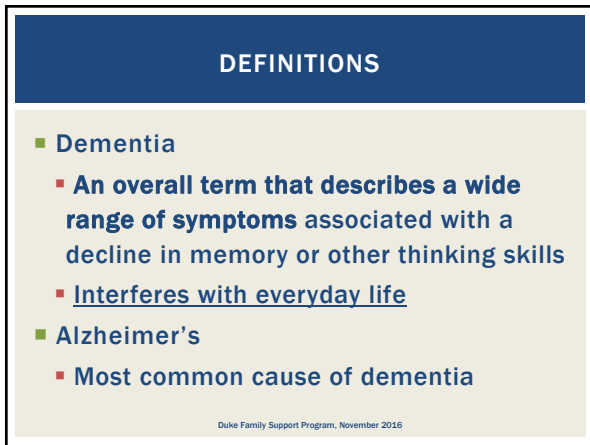 DEFINITIONS
Dementia
An overall term that describes a wide
range of symptoms associated with a
decline in memory or other thinking skills
Interferes with everyday life
Alzheimer's
Most common cause of dementia
Duke Family Support Program, November 2016